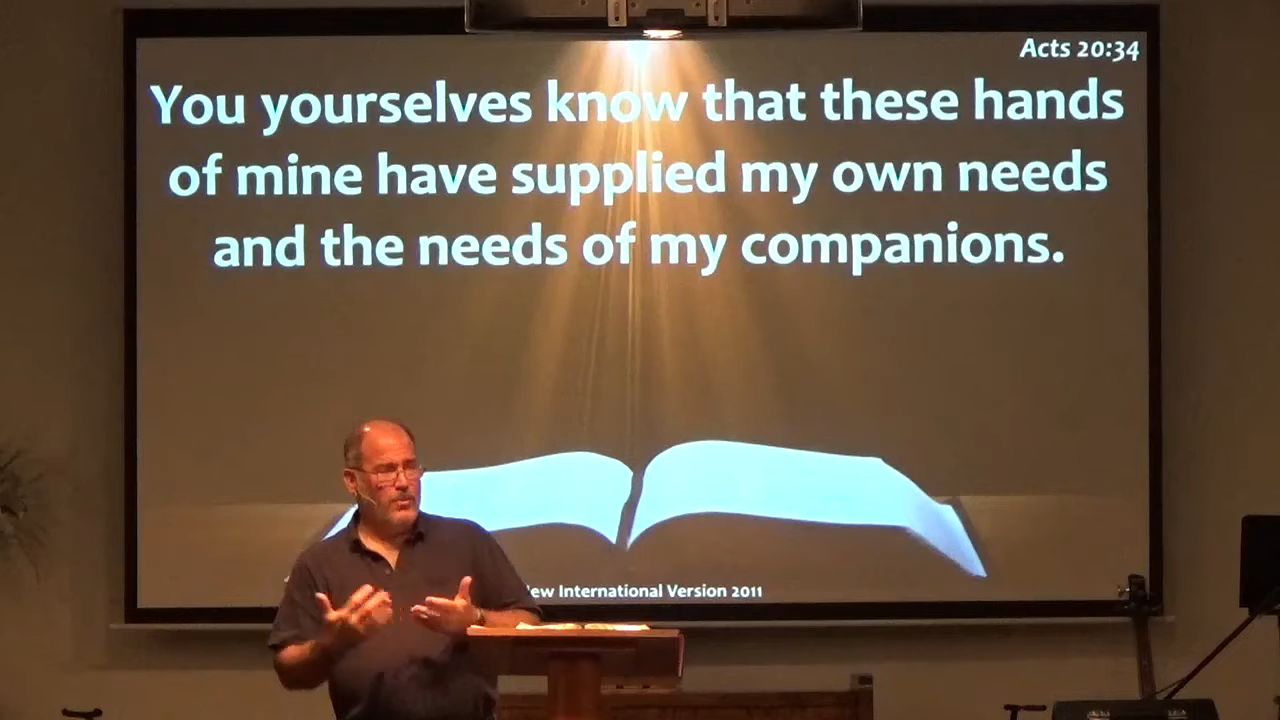 Acts 20:34
You yourselves know that these hands
of mine have supplied my own needs
and the needs of my companions.
International Version 2011